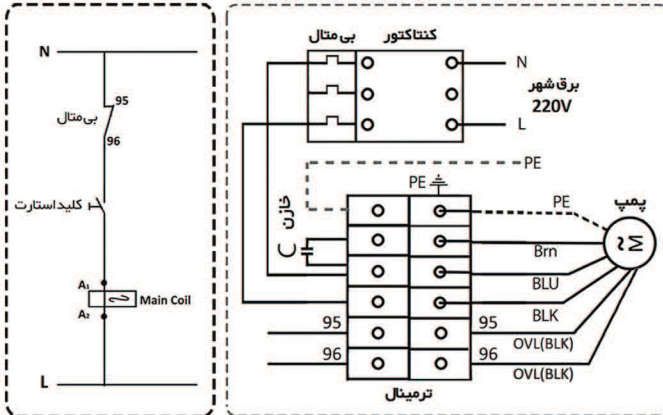 N
95
بی‌متال
96
کلیداستارت
A1
Main Coil
A2
L
بی‌متال
کنتاکتور
N
برق‌شهر
220V
L
PE
PE
خازن
C
PE
پمپ
M
~
Brn
BLU
BLK
95
95
OVL(BLK)
96
96
OVL(BLK)
ترمینال